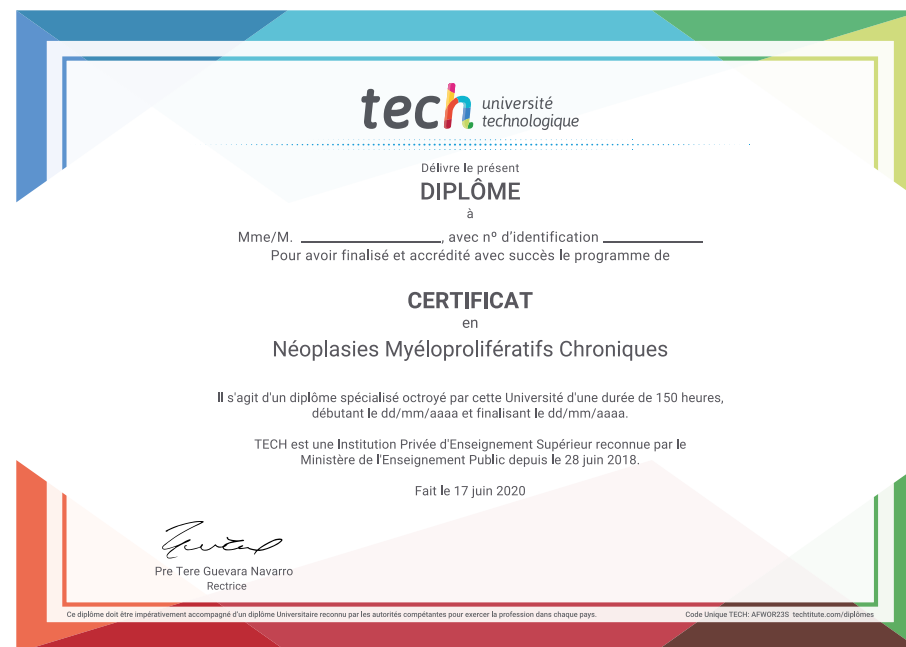 tech université
technologique
Délivre le présent
DIPLÔME
à
Mme/M. ____________________, avec nº d'identification ______________
Pour avoir finalisé et accrédité avec succès le programme de
CERTIFICAT
en
Néoplasies Myéloprolifératifs Chroniques
Il s'agit d'un diplôme spécialisé octroyé par cette Université d'une durée de 150 heures,
débutant le dd/mm/aaaa et finalisant le dd/mm/aaaa.
TECH est une Institution Privée d'Enseignement Supérieur reconnue par le
Ministère de l'Enseignement Public depuis le 28 juin 2018.
Fait le 17 juin 2020
Pre Tere Guevara Navarro
Rectrice
Ce diplôme doit être impérativement accompagné d'un diplôme Universitaire reconnu par les autorités compétantes pour exercer la profession dans chaque pays.
Code Unique TECH: AFWOR23S techtitute.com/diplômes